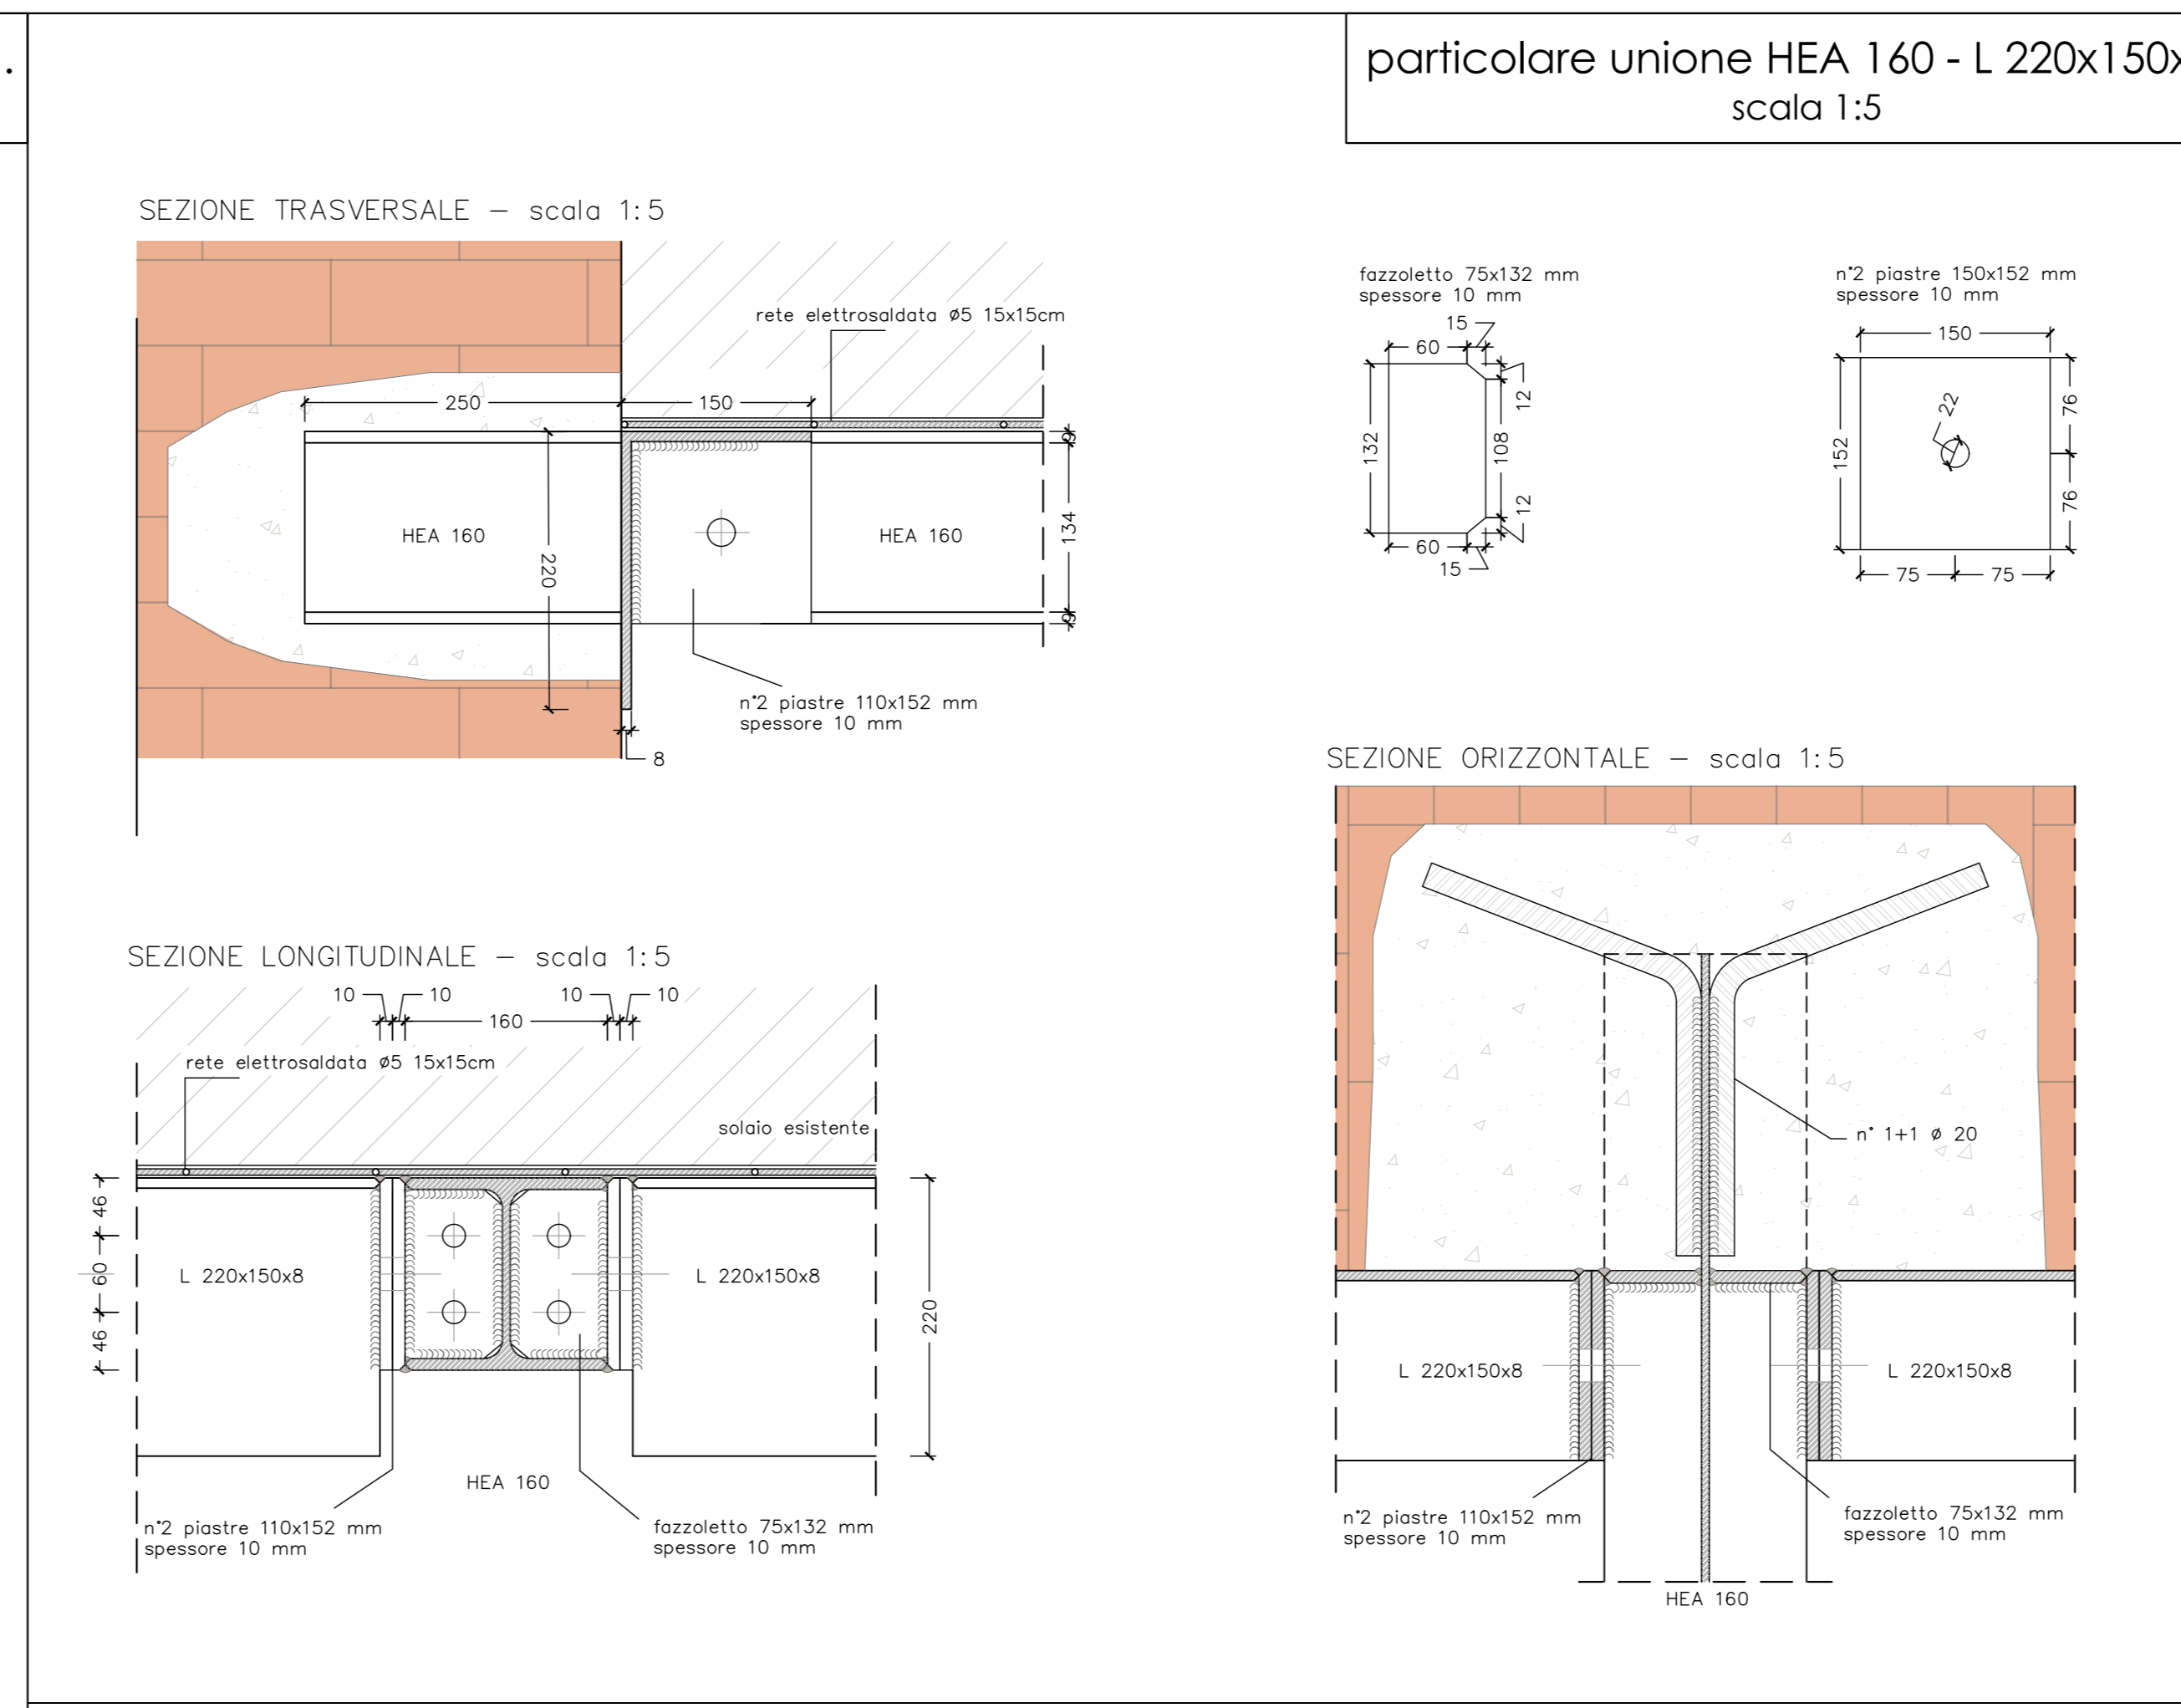 .
particolare unione HEA 160 - L 220x150x
scala 1:5
SEZIONE TRASVERSALE – scala 1:5
rete elettrosaldata ø5 15x15cm
250
150
9
HEA 160
HEA 160
220
134
9
n°2 piastre 110x152 mm
spessore 10 mm
8
fazzoletto 75x132 mm
spessore 10 mm
15
60
12
132
108
12
60
15
n°2 piastre 150x152 mm
spessore 10 mm
150
22
76
152
76
75
75
SEZIONE LONGITUDINALE – scala 1:5
10
10
10
10
160
rete elettrosaldata ø5 15x15cm
solaio esistente
46
60
46
L 220x150x8
L 220x150x8
220
HEA 160
n°2 piastre 110x152 mm
spessore 10 mm
fazzoletto 75x132 mm
spessore 10 mm
SEZIONE ORIZZONTALE – scala 1:5
n° 1+1 ø 20
L 220x150x8
L 220x150x8
n°2 piastre 110x152 mm
spessore 10 mm
fazzoletto 75x132 mm
spessore 10 mm
HEA 160